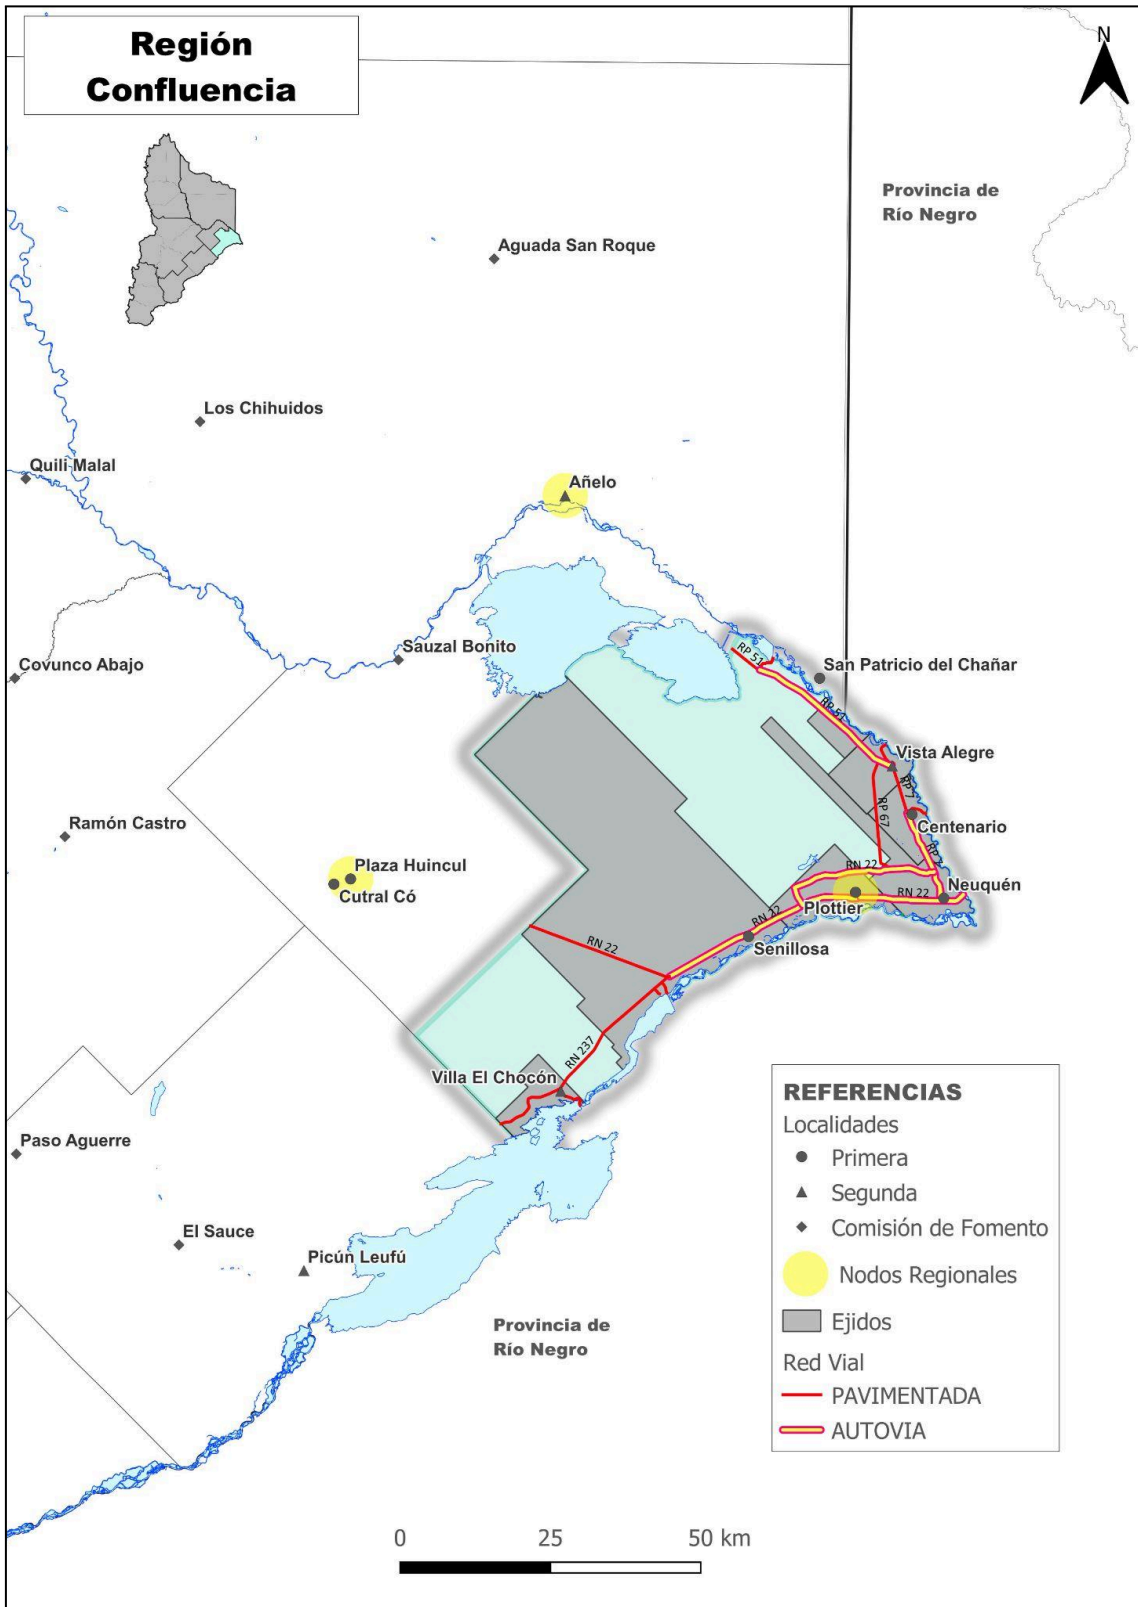 Región
Confluencia
N
Provincia de
Río Negro
Aguada San Roque
Los Chihuidos
Quili Malal
Añelo
Sauzal Bonito
Covunco Abajo
San Patricio del Chañar
RP 51
RP 51
Vista Alegre
RP 7
RP 67
Centenario
RP 7
Ramón Castro
Plaza Huincul
Cutral Có
RN 22
RN 22
Neuquén
Plottier
RN 22
Senillosa
RN 22
RN 237
Villa El Chocón
Paso Aguerre
El Sauce
Picún Leufú
Provincia de
Río Negro
REFERENCIAS
Localidades
Primera
Segunda
Comisión de Fomento
Nodos Regionales
Ejidos
Red Vial
PAVIMENTADA
AUTOVIA
0 25 50 km